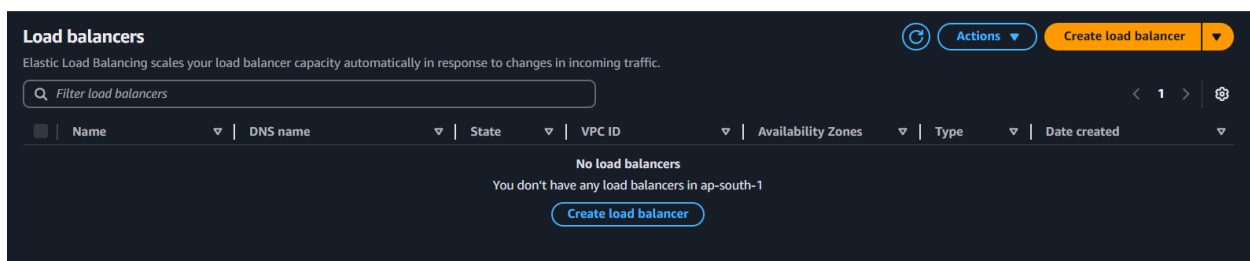 Load balancers
Actions
Create load balancer
Elastic Load Balancing scales your load balancer capacity automatically in response to changes in incoming traffic.
Filter load balancers
1
Name DNS name State VPC ID Availability Zones Type Date created
No load balancers
You don't have any load balancers in ap-south-1
Create load balancer